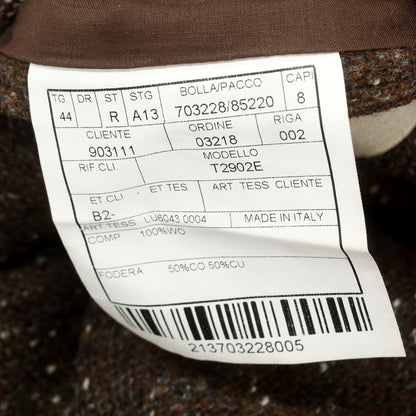 TG DR ST STG BOLLA/PACCO CAPI
44 R A13 703228/85220 8
CLIENTE ORDINE RIGA
903111 03218 002
RIF.CLI. MODELLO
T2902E
ET CLI - ET TES ART. TESS CLIENTE
B2-
ART.TESS LU6043 0004 MADE IN ITALY
COMP 100%WO
FODERA 50%CO 50%CU
213703228005